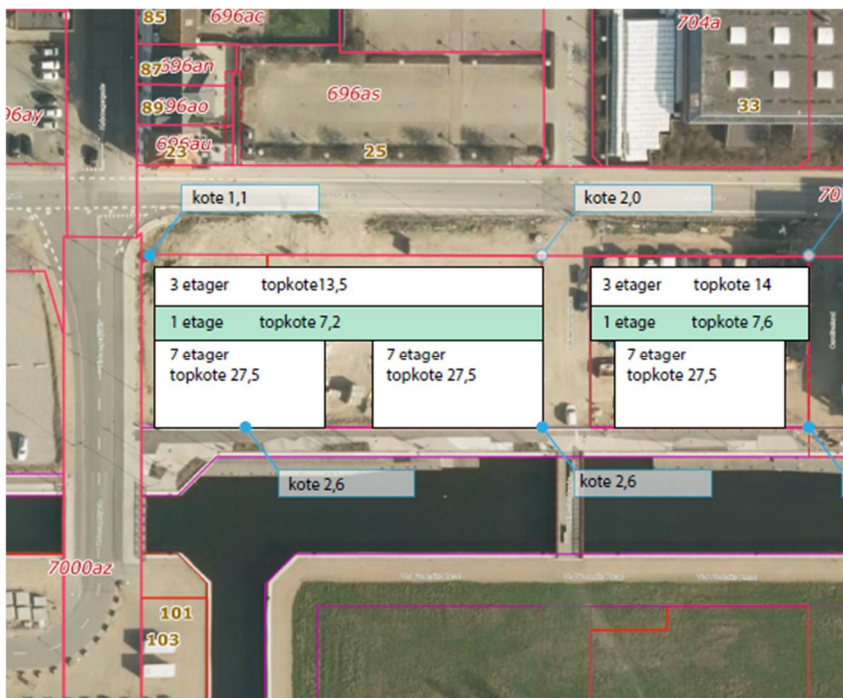 85
696ac
704a
87
696an
696as
89
696ao
33
96ay
696au
23
25
kote 1,1
kote 2,0
70
3 etager topkote13,5
3 etager topkote 14
1 etage topkote 7,2
1 etage topkote 7,6
7 etager
topkote 27,5
7 etager
topkote 27,5
7 etager
topkote 27,5
kote 2,6
kote 2,6
7000az
101
103